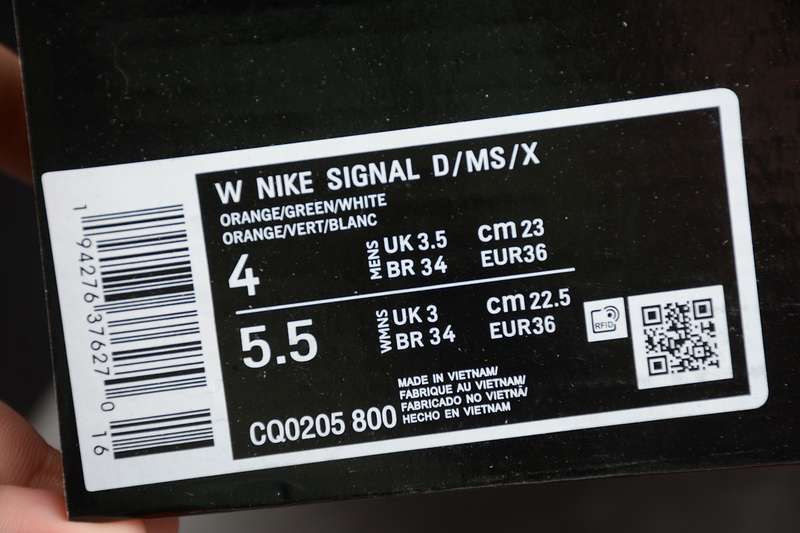 W NIKE SIGNAL D/MS/X
ORANGE/GREEN/WHITE
ORANGE/VERT/BLANC
4 MENS UK 3.5 cm 23
BR 34 EUR36
5.5 WMNS UK 3 cm 22.5
BR 34 EUR36
RFID
MADE IN VIETNAM/
FABRIQUE AU VIETNAM/
FABRICADO NO VIETNÃ/
HECHO EN VIETNAM
CQ0205 800
1 94276 37627 0 16